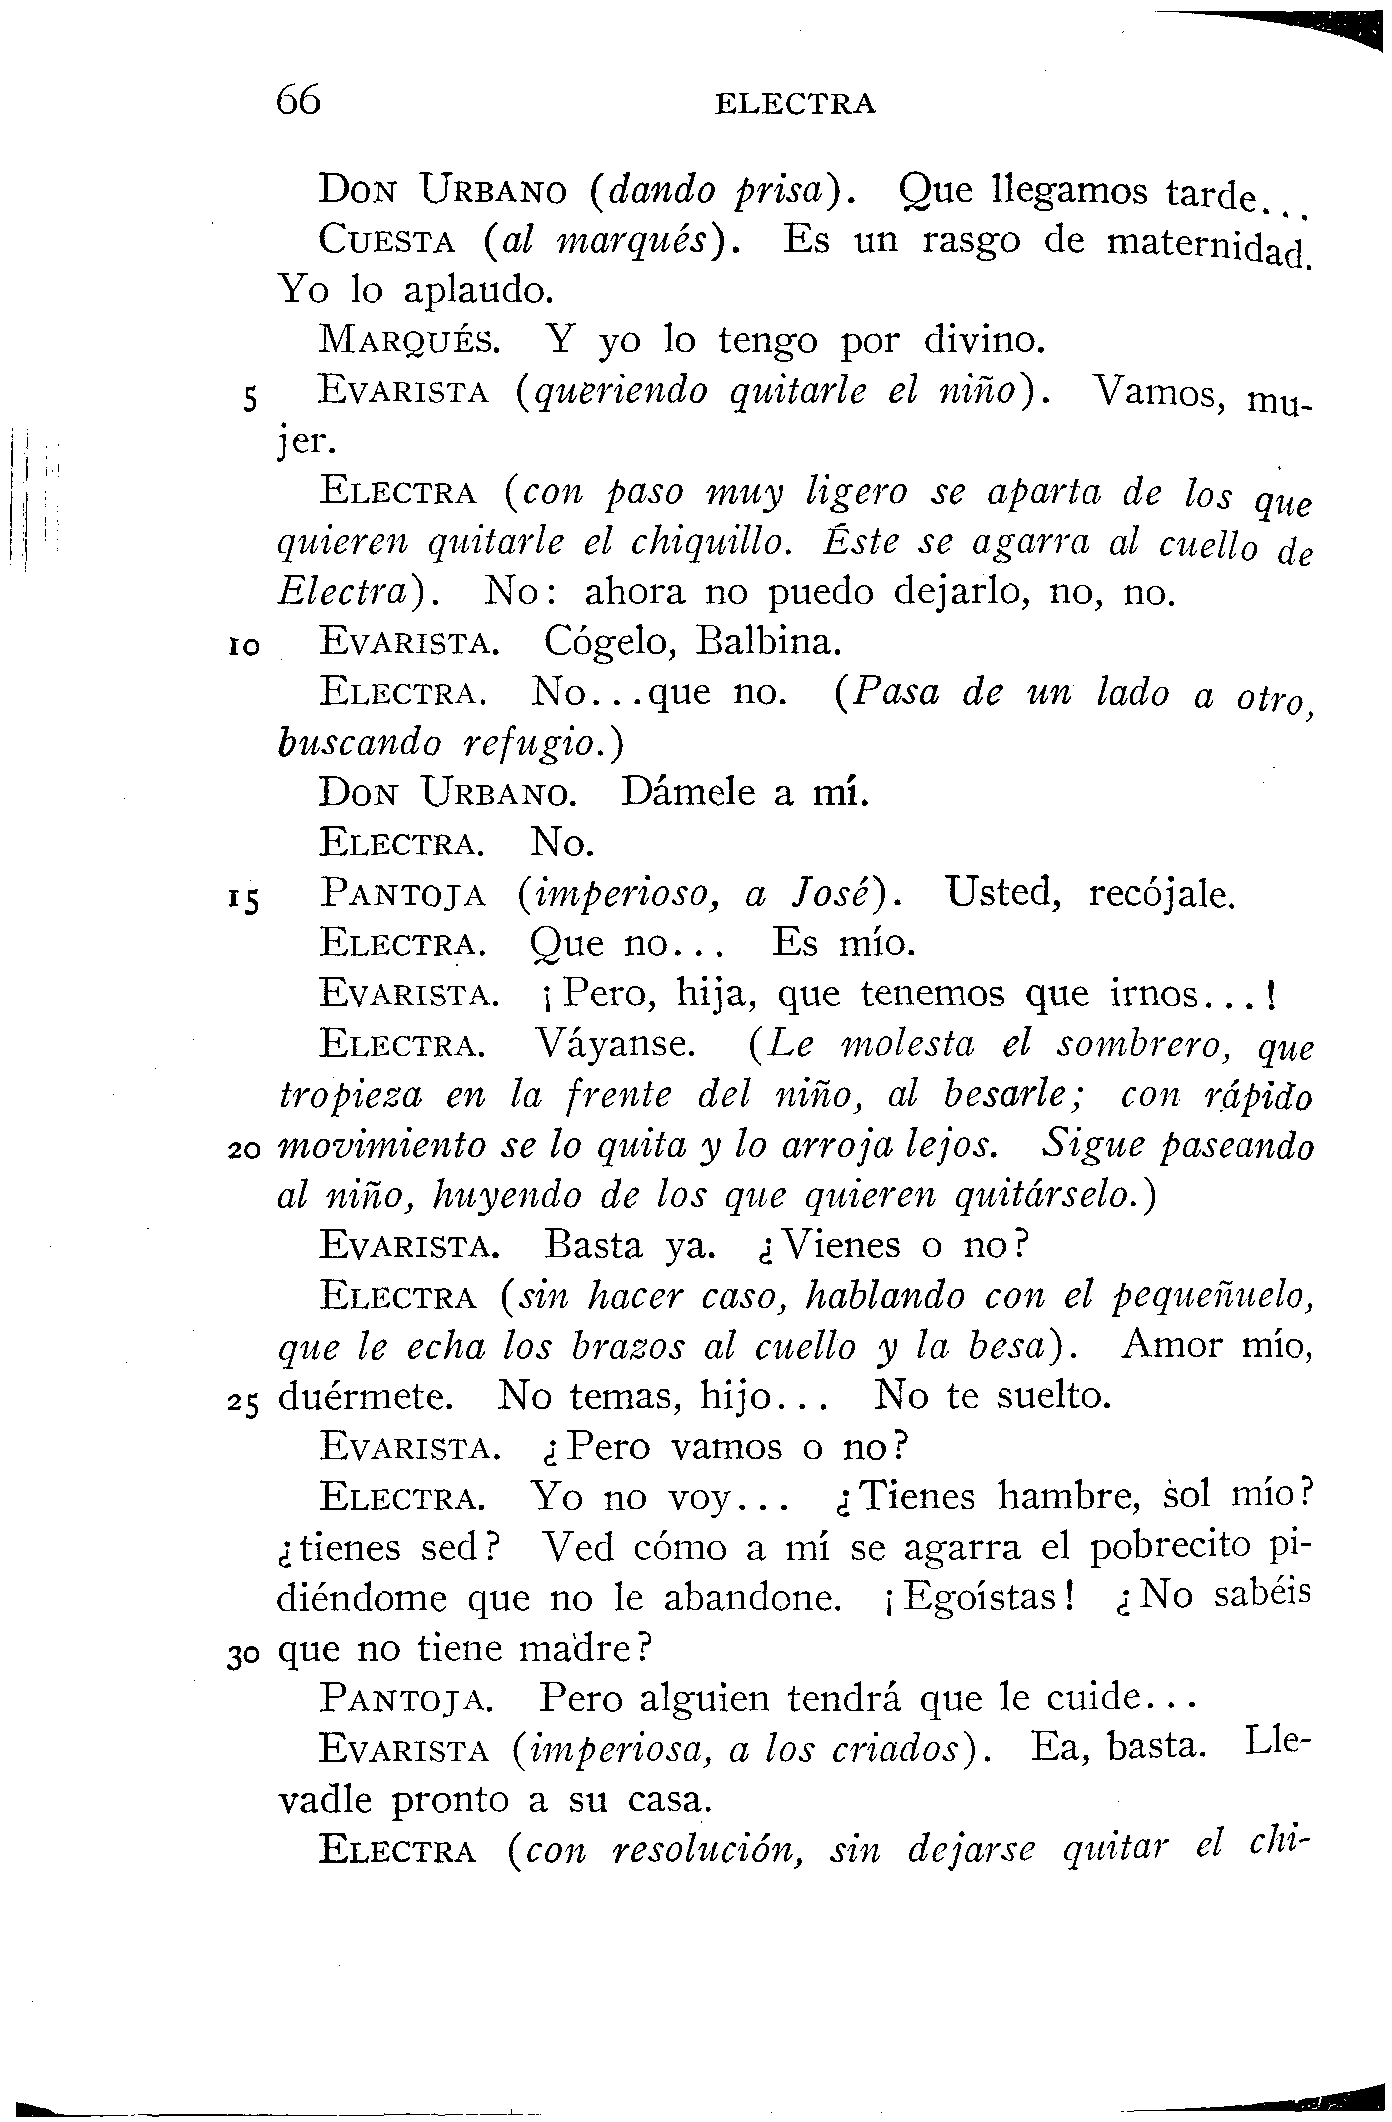 66 ELECTRA
DON URBANO (dando prisa). Que llegamos tarde...
CUESTA (al marqués). Es un rasgo de maternidad.
Yo lo aplaudo.
MARQUÉS. Y yo lo tengo por divino.
5 EVARISTA (queriendo quitarle el niño). Vamos, mu-
jer.
ELECTRA (con paso muy ligero se aparta de los que
quieren quitarle el chiquillo. Éste se agarra al cuello de
Electra). No: ahora no puedo dejarlo, no, no.
10 EVARISTA. Cógelo, Balbina.
ELECTRA. No...que no. (Pasa de un lado a otro,
buscando refugio.)
DON URBANO. Dámele a mí.
ELECTRA. No.
15 PANTOJA (imperioso, a José). Usted, recójale.
ELECTRA. Que no... Es mío.
EVARISTA. ¡Pero, hija, que tenemos que irnos...!
ELECTRA. Váyanse. (Le molesta el sombrero, que
tropieza en la frente del niño, al besarle; con rápido
20 movimiento se lo quita y lo arroja lejos. Sigue paseando
al niño, huyendo de los que quieren quitárselo.)
EVARISTA. Basta ya. ¿Vienes o no?
ELECTRA (sin hacer caso, hablando con el pequeñuelo,
que le echa los brazos al cuello y la besa). Amor mío,
25 duérmete. No temas, hijo... No te suelto.
EVARISTA. ¿Pero vamos o no?
ELECTRA. Yo no voy... ¿Tienes hambre, sol mío?
¿tienes sed? Ved cómo a mí se agarra el pobrecito pi-
diéndome que no le abandone. ¡Egoístas! ¿No sabéis
30 que no tiene madre?
PANTOJA. Pero alguien tendrá que le cuide...
EVARISTA (imperiosa, a los criados). Ea, basta. Lle-
vadle pronto a su casa.
ELECTRA (con resolución, sin dejarse quitar el chi-